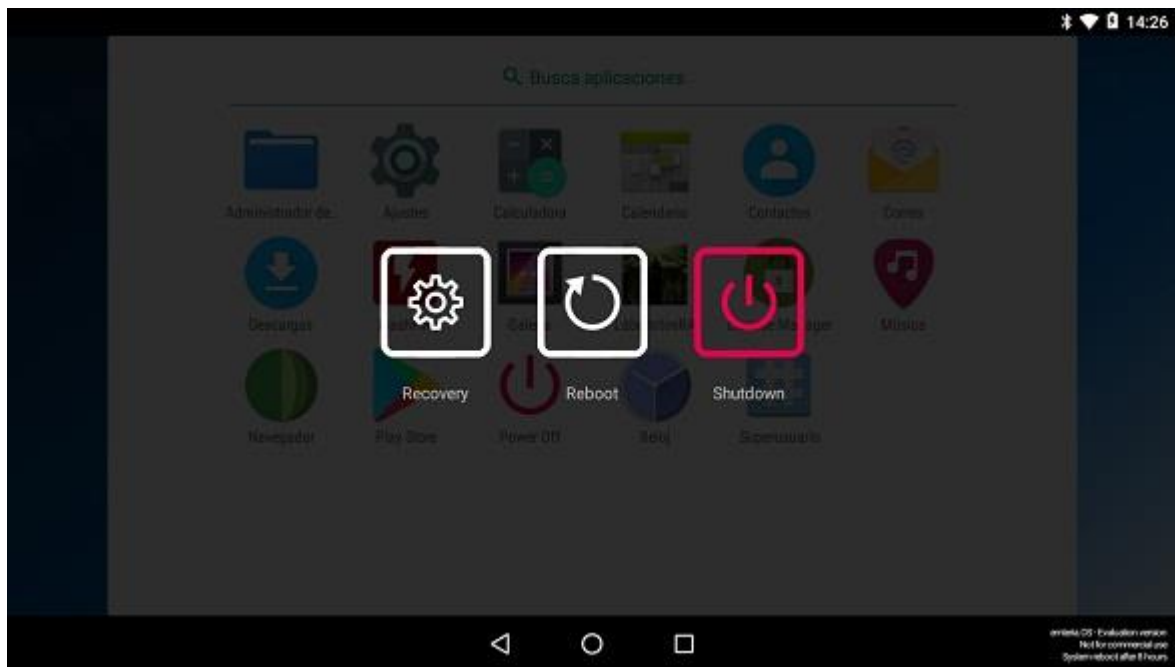 14:26
Busca aplicaciones...
Administrador de...
Ajustes
Calculadora
Calendario
Contactos
Correo
Descargas
Galería
Música
Recovery
Reboot
Shutdown
Navegador
Play Store
Power Off
Reloj
Superusuario
emteria.OS - Evaluation version
Not for commercial use
System reboot after 8 hours